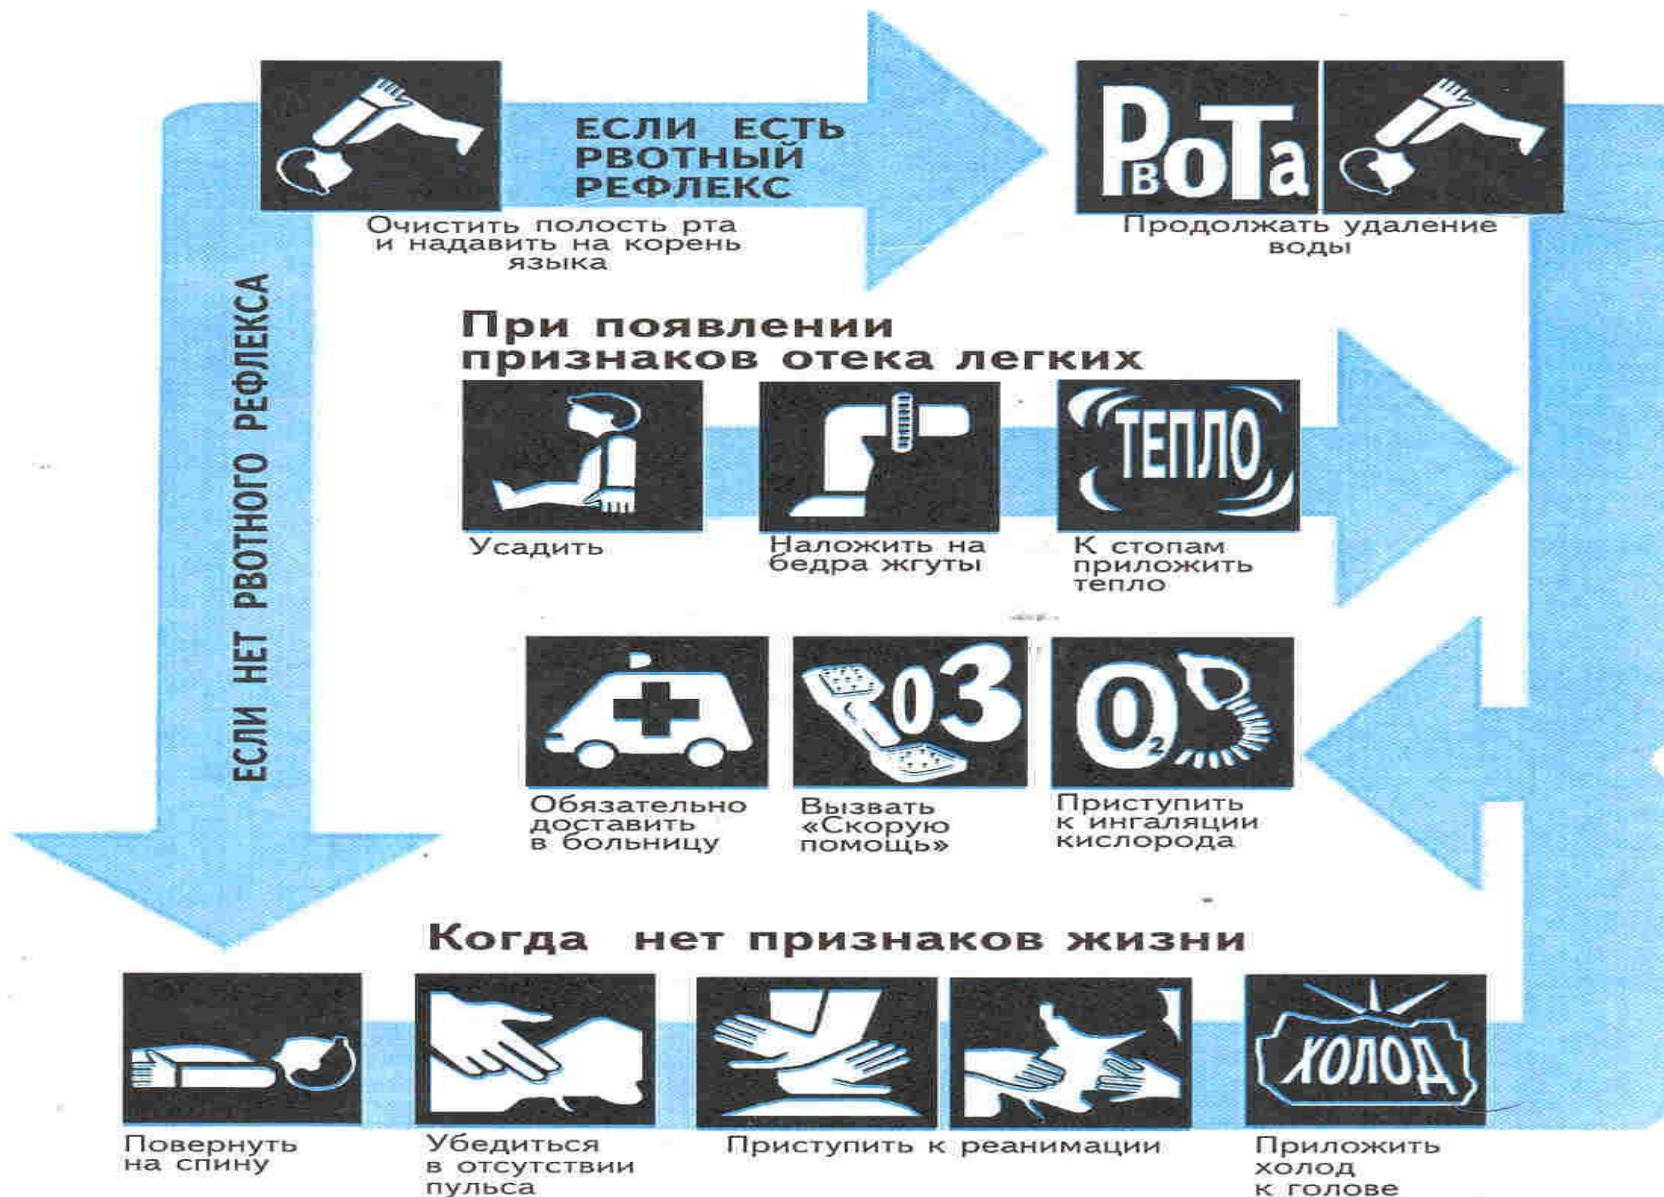 ЕСЛИ ЕСТЬ
РВОТНЫЙ
РЕФЛЕКС
РВоТа
Очистить полость рта
и надавить на корень
языка
Продолжать удаление
воды
ЕСЛИ НЕТ РВОТНОГО РЕФЛЕКСА
При появлении
признаков отека легких
ТЕПЛО
Усадить
Наложить на
бедра жгуты
К стопам
приложить
тепло
03
O2
Обязательно
доставить
в больницу
Вызвать
«Скорую
помощь»
Приступить
к ингаляции
кислорода
Когда нет признаков жизни
ХОЛОД
Повернуть
на спину
Убедиться
в отсутствии
пульса
Приступить к реанимации
Приложить
холод
к голове